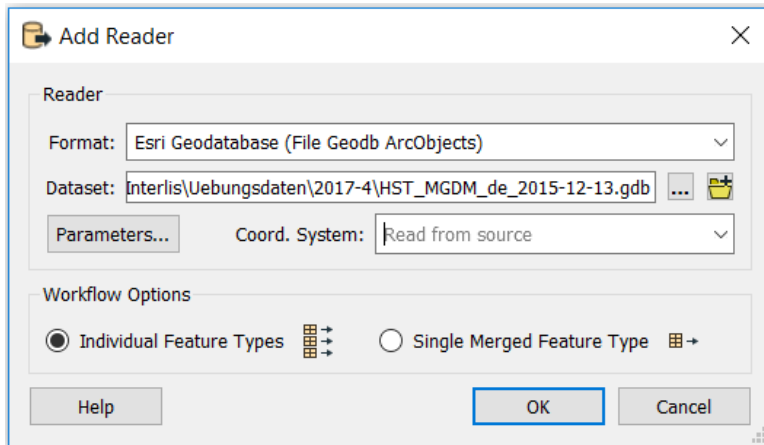 Add Reader
Reader
Format: Esri Geodatabase (File Geodb ArcObjects)
Dataset: Interlis\Uebungsdaten\2017-4\HST_MGDM_de_2015-12-13.gdb ...
Parameters... Coord. System: Read from source
Workflow Options
Individual Feature Types Single Merged Feature Type
Help OK Cancel